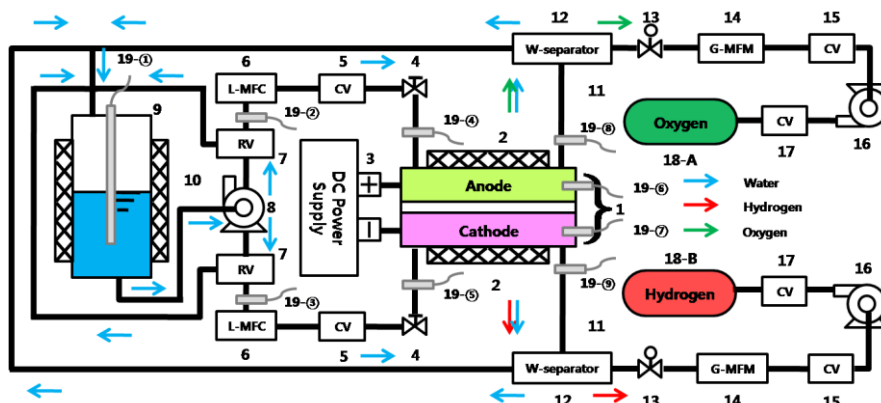 12 13 14 15
W-separator G-MFM CV
19-① 6 5 4
L-MFC CV
9 19-② 19-④ 2 11
19-⑧ Oxygen CV
RV 7 3 18-A 17 16
10 DC Power Supply + Anode 19-⑥ Water
8 1 Hydrogen
− Cathode 19-⑦ Oxygen
7 18-B 17 16
RV 19-⑨
19-③ 19-⑤ 2 Hydrogen CV
L-MFC CV 11
6 5 4
W-separator G-MFM CV
12 13 14 15